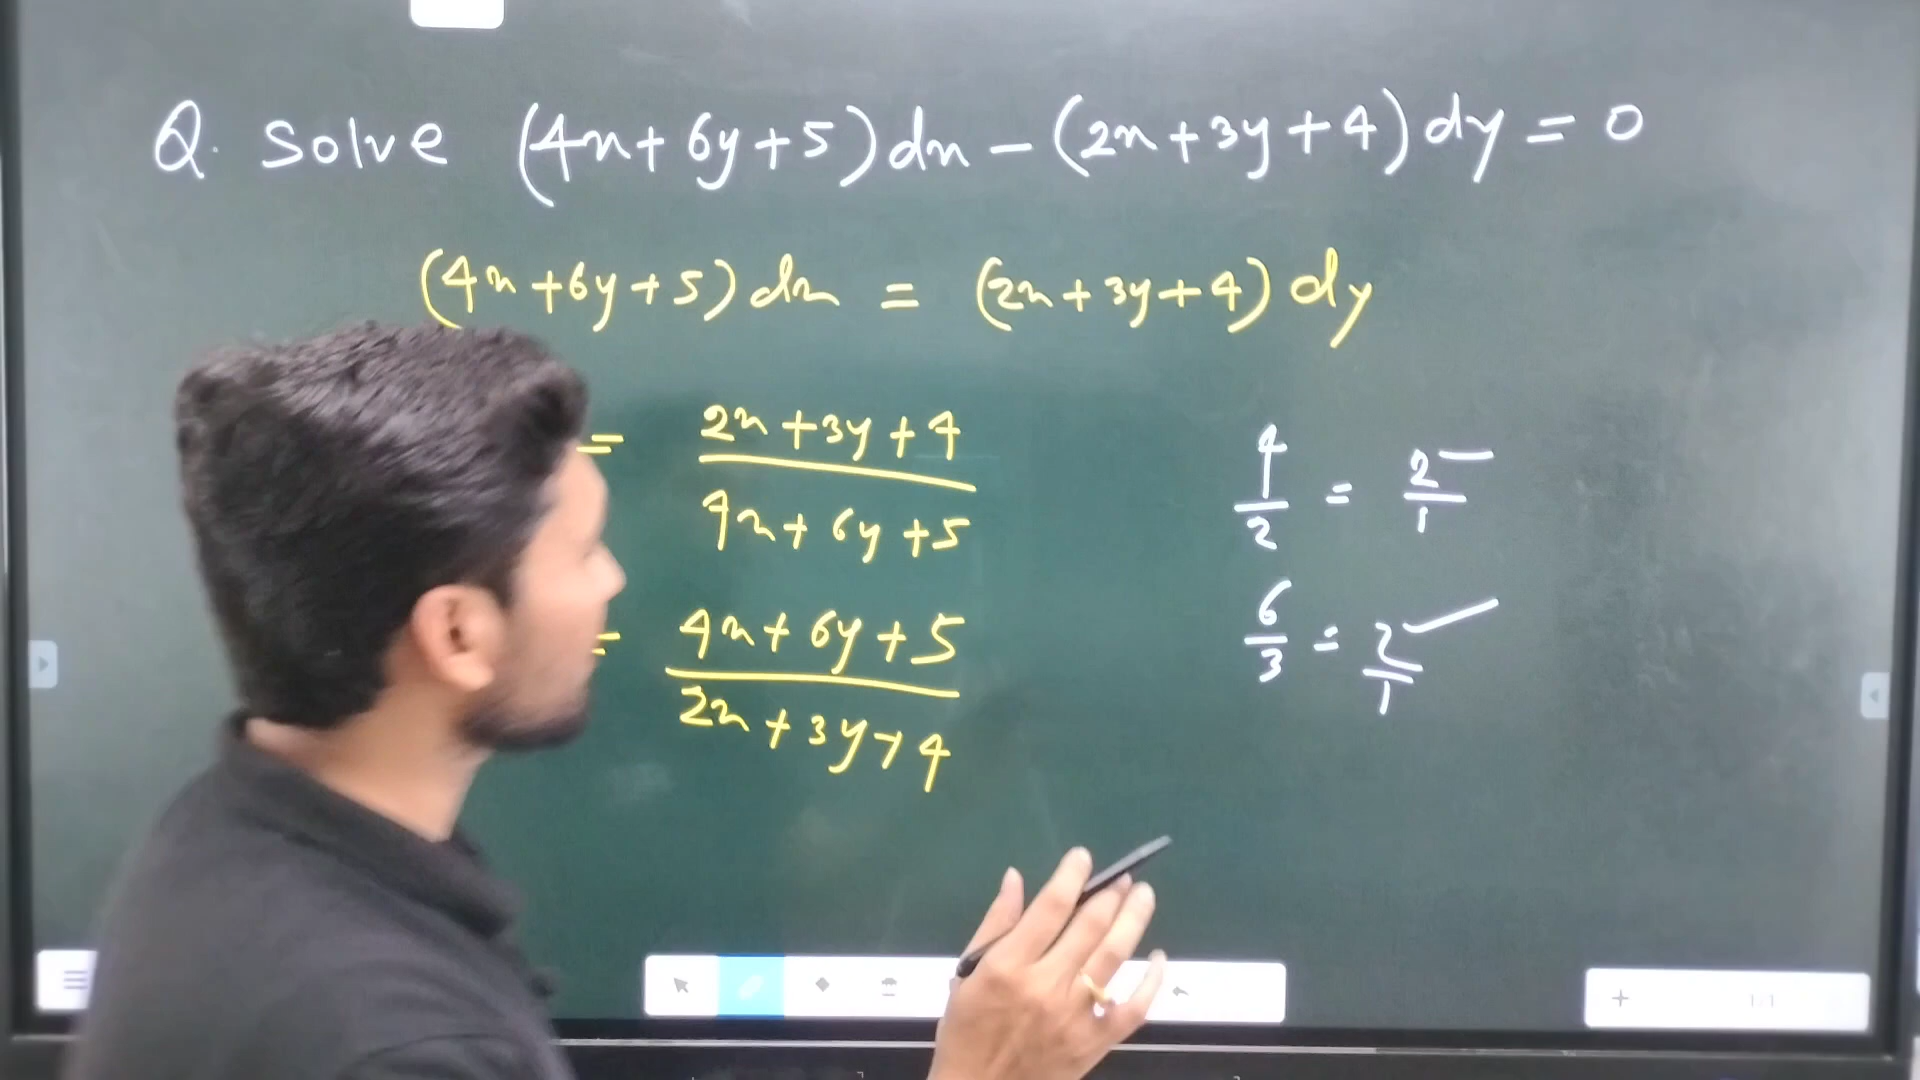 Q. Solve (4x+6y+5)dx-(2x+3y+4)dy=0
(4x+6y+5)dx = (2x+3y+4)dy
= 2x+3y+4
4x+6y+5
= 4x+6y+5
2x+3y+4
4/2 = 2/1
6/3 = 2/1
1/1